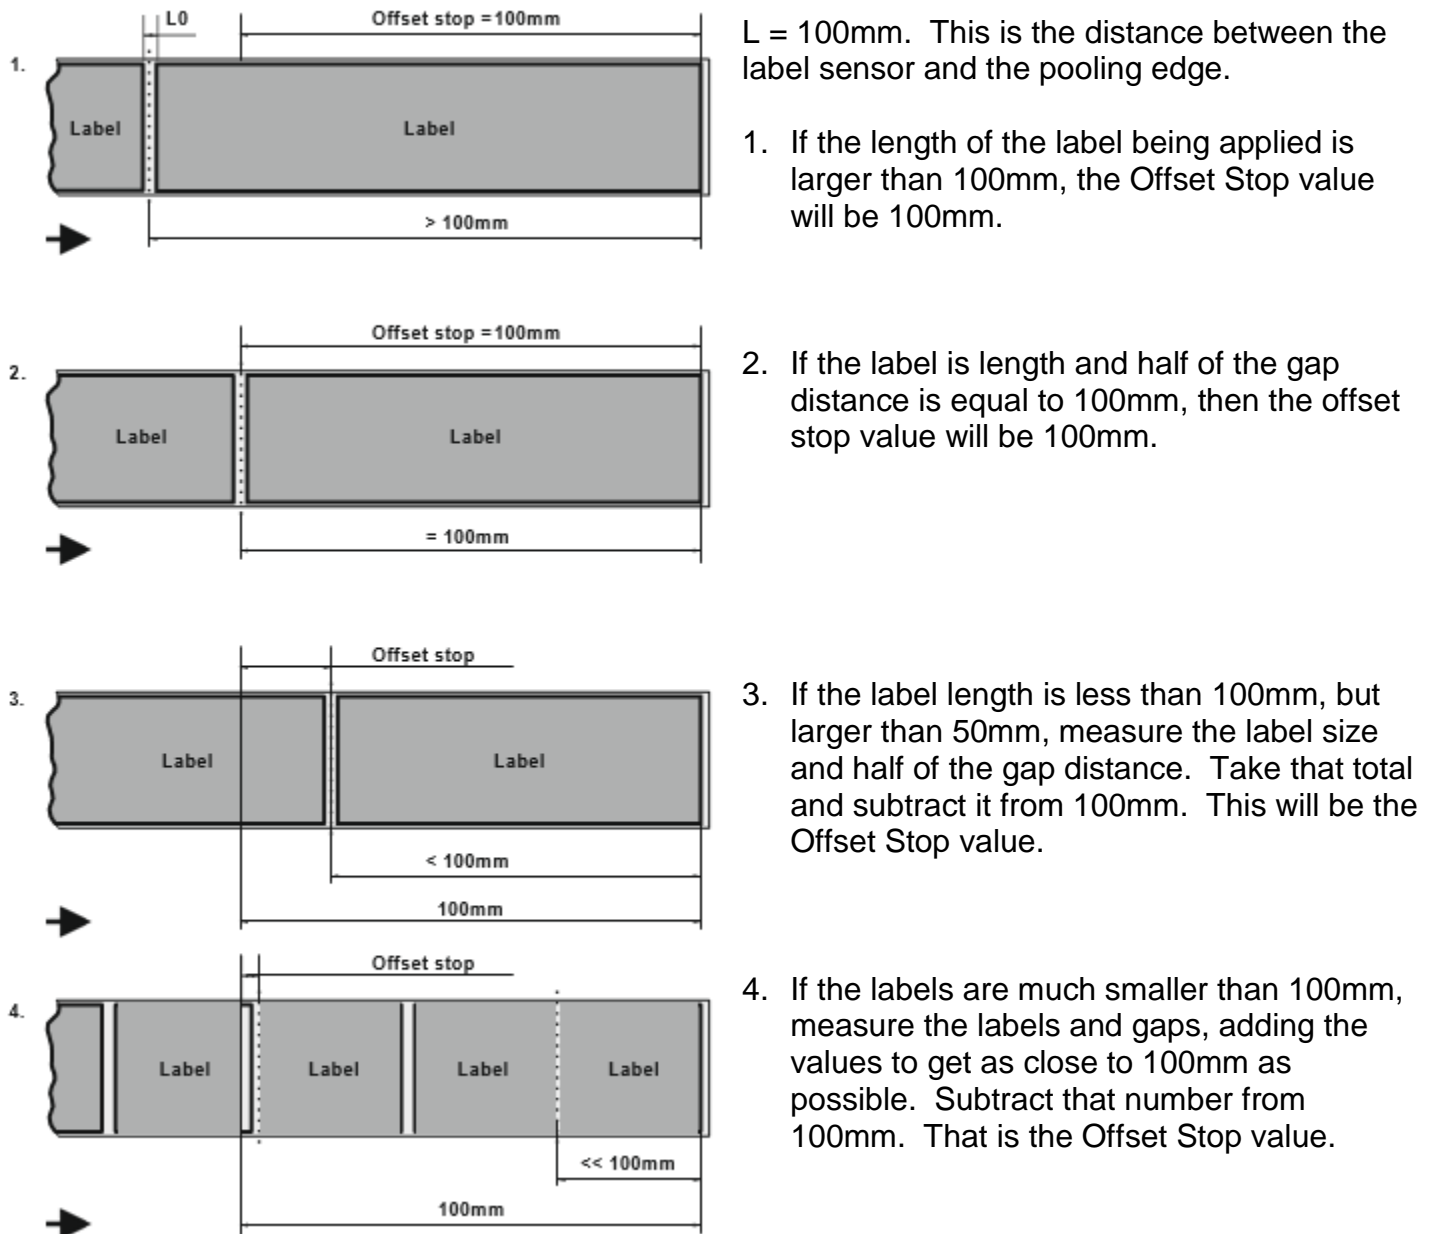 L0
Offset stop =100mm
1.
Label
Label
> 100mm
L = 100mm. This is the distance between the
label sensor and the pooling edge.
1. If the length of the label being applied is
larger than 100mm, the Offset Stop value
will be 100mm.
Offset stop =100mm
2.
Label
Label
= 100mm
2. If the label is length and half of the gap
distance is equal to 100mm, then the offset
stop value will be 100mm.
Offset stop
3.
Label
Label
< 100mm
100mm
3. If the label length is less than 100mm, but
larger than 50mm, measure the label size
and half of the gap distance. Take that total
and subtract it from 100mm. This will be the
Offset Stop value.
Offset stop
4.
Label
Label
Label
Label
<< 100mm
100mm
4. If the labels are much smaller than 100mm,
measure the labels and gaps, adding the
values to get as close to 100mm as
possible. Subtract that number from
100mm. That is the Offset Stop value.